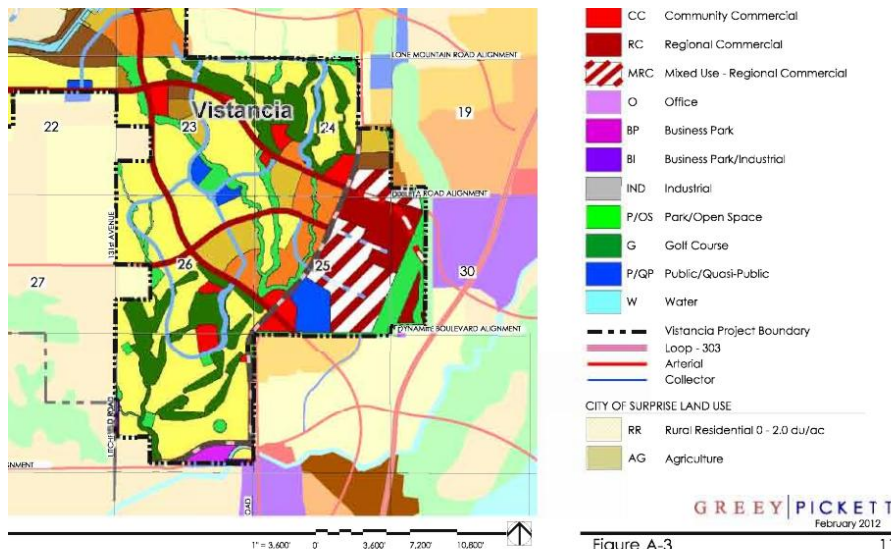 LONE MOUNTAIN ROAD ALIGNMENT
Vistancia
19
22
23
24
ROAD ALIGNMENT
131st AVENUE
26
25
27
30
DYNAMITE BOULEVARD ALIGNMENT
LITCHFIELD ROAD
ROAD
1" = 3,600' 0' 3,600' 7,200' 10,800'
CC Community Commercial
RC Regional Commercial
MRC Mixed Use - Regional Commercial
O Office
BP Business Park
BI Business Park/Industrial
IND Industrial
P/OS Park/Open Space
G Golf Course
P/QP Public/Quasi-Public
W Water
Vistancia Project Boundary
Loop - 303
Arterial
Collector
CITY OF SURPRISE LAND USE
RR Rural Residential 0 - 2.0 du/ac
AG Agriculture
GREEY PICKETT
February 2012
Figure A-3